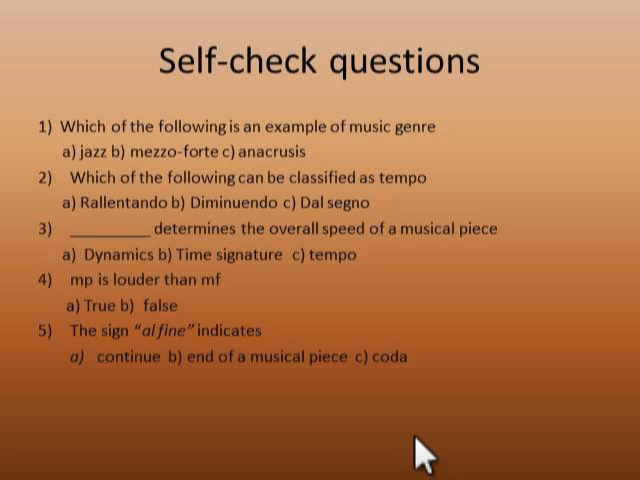 Self-check questions
1) Which of the following is an example of music genre
a) jazz b) mezzo-forte c) anacrusis
2) Which of the following can be classified as tempo
a) Rallentando b) Diminuendo c) Dal segno
3) _________ determines the overall speed of a musical piece
a) Dynamics b) Time signature c) tempo
4) mp is louder than mf
a) True b) false
5) The sign “al fine” indicates
a) continue b) end of a musical piece c) coda